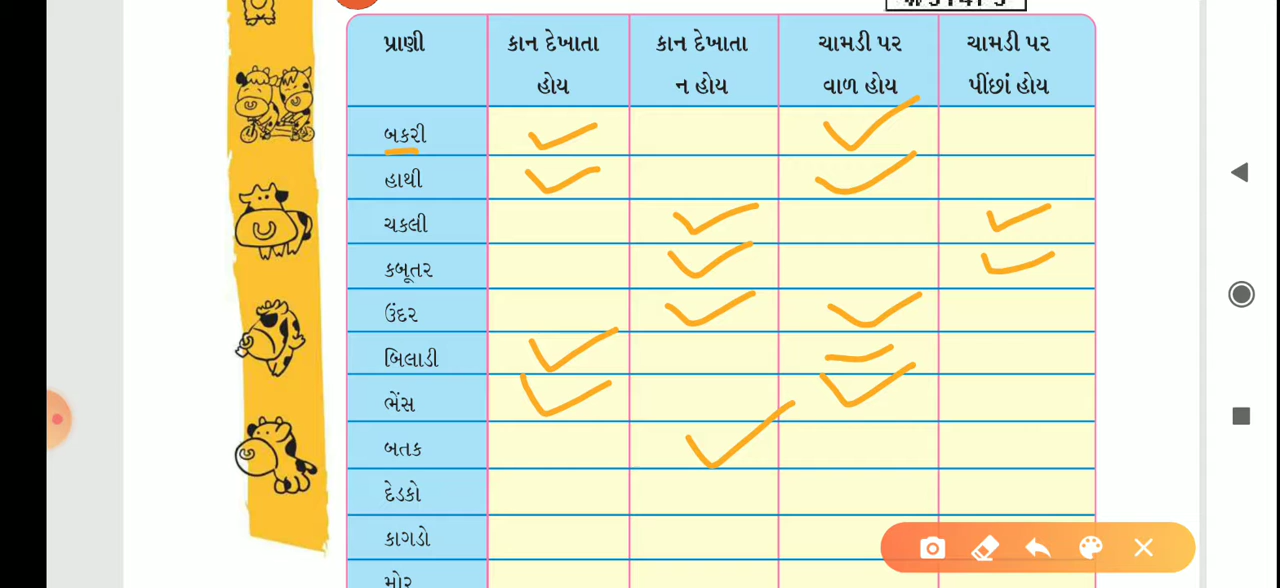 પ્રાણી
કાન દેખાતા
હોય
કાન દેખાતા
ન હોય
ચામડી પર
વાળ હોય
ચામડી પર
પીંછાં હોય
બકરી
હાથી
ચકલી
કબૂતર
ઉંદર
બિલાડી
ભેંસ
બતક
દેડકો
કાગડો
મોર